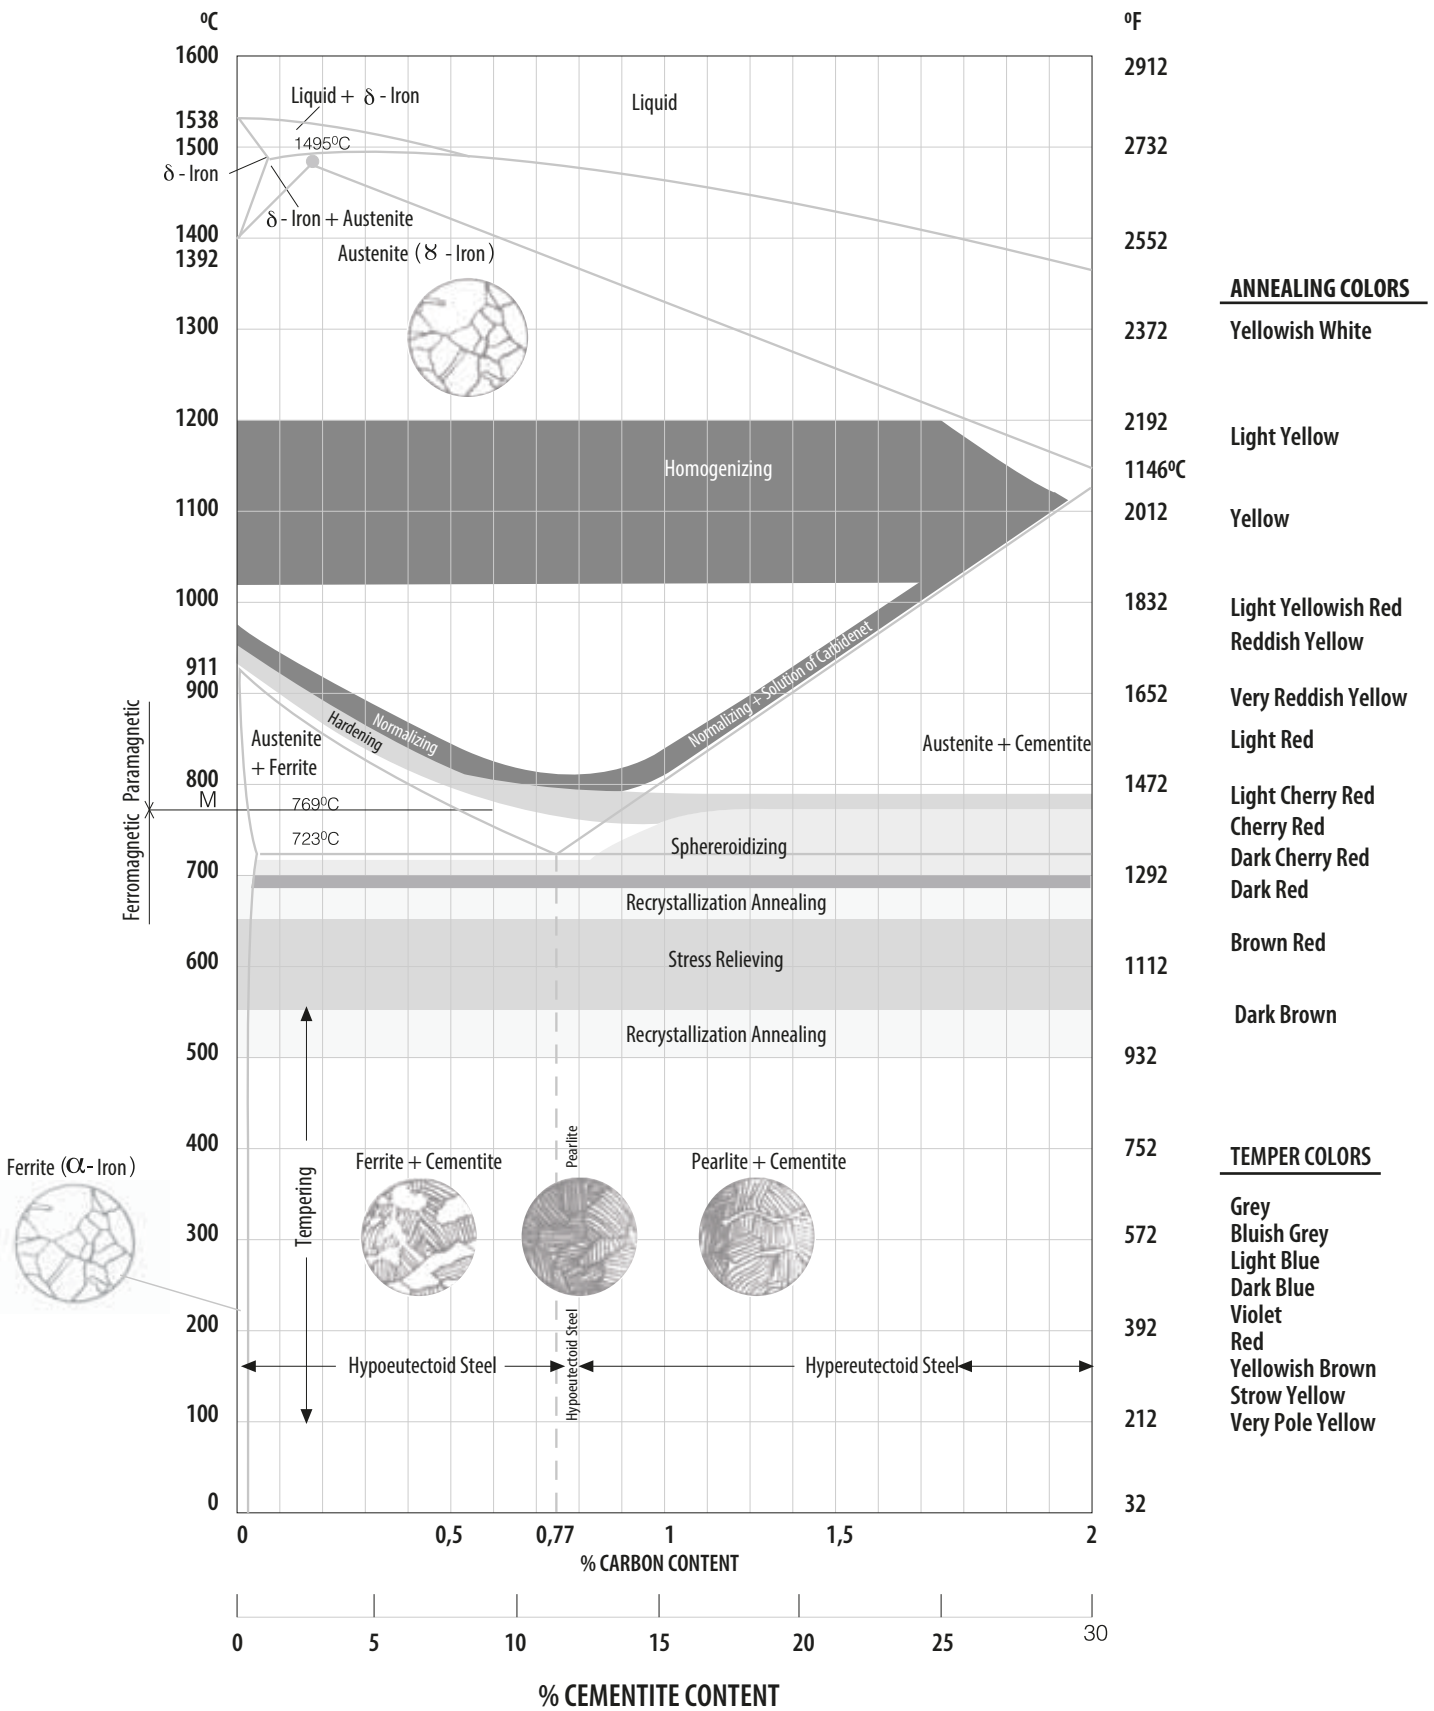 ºC
ºF
1600
2912
Liquid + δ - Iron
Liquid
1538
1495ºC
1500
2732
δ - Iron
δ - Iron + Austenite
1400
2552
1392
Austenite (ȣ - Iron)
ANNEALING COLORS
1300
2372
Yellowish White
1200
2192
Light Yellow
Homogenizing
1146ºC
1100
2012
Yellow
1000
1832
Light Yellowish Red
Reddish Yellow
911
900
1652
Very Reddish Yellow
Normalizing
Hardening
Normalizing + Solution of Carbidenet
Austenite
+ Ferrite
Austenite + Cementite
Light Red
Paramagnetic
800
1472
M
769ºC
Light Cherry Red
Cherry Red
Ferromagnetic
723ºC
Sphereroidizing
Dark Cherry Red
700
1292
Dark Red
Recrystallization Annealing
Brown Red
600
Stress Relieving
1112
Dark Brown
Recrystallization Annealing
500
932
400
752
Pearlite
Ferrite (α- Iron)
Ferrite + Cementite
Pearlite + Cementite
TEMPER COLORS
Tempering
Grey
300
572
Bluish Grey
Light Blue
Dark Blue
Violet
200
392
Red
Hypoeutectoid Steel
Hypoeutectoid Steel
Hypereutectoid Steel
Yellowish Brown
Strow Yellow
100
212
Very Pole Yellow
0
32
0
0,5
0,77
1
1,5
2
% CARBON CONTENT
0
5
10
15
20
25
30
% CEMENTITE CONTENT